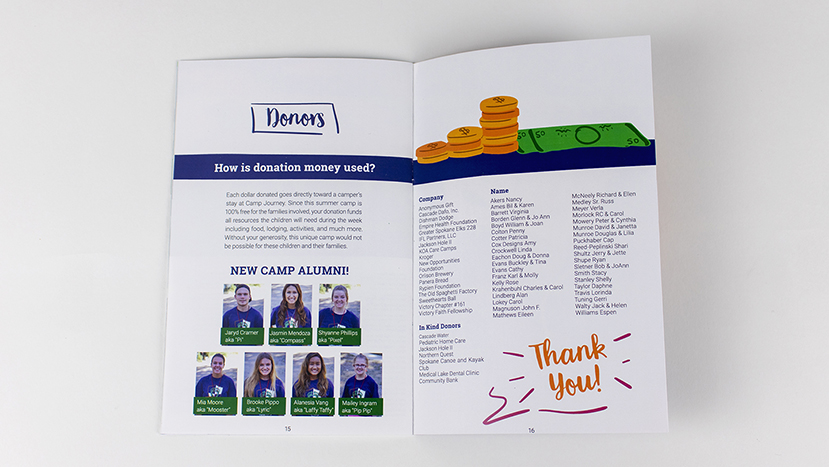 Donors
How is donation money used?
Each dollar donated goes directly toward a camper's
stay at Camp Journey. Since this summer camp is
100% free for the families involved, your donation funds
all resources the children will need during the week
including food, lodging, activities, and much more.
Without your generosity, this unique camp would not
be possible for these children and their families.
NEW CAMP ALUMNI!
Jaryd Cramer
aka "Pi"
Jasmin Mendoza
aka "Compass"
Shyanne Phillips
aka "Pixel"
Mia Moore
aka "Mooster"
Brooke Pippo
aka "Lyric"
Alanesia Vang
aka "Laffy Taffy"
Mailey Ingram
aka "Pip Pip"
15
50
50
Company
Anonymous Gift
Cascade Dafo, Inc.
Dishman Dodge
Empire Health Foundation
Greater Spokane Elks 228
IFL Partners, LLC
Jackson Hole II
KOA Care Camps
Kroger
New Opportunities
Foundation
Orison Brewery
Panera Bread
Rypien Foundation
The Old Spaghetti Factory
Sweethearts Ball
Victory Chapter #161
Victory Faith Fellowship
In Kind Donors
Cascade Water
Pediatric Home Care
Jackson Hole II
Northern Quest
Spokane Canoe and Kayak
Club
Medical Lake Dental Clinic
Community Bank
Name
Akers Nancy
Ames Bil & Karen
Barrett Virginia
Borden Glenn & Jo Ann
Boyd William & Joan
Colton Penny
Cotter Patricia
Cox Designs Amy
Crockwell Linda
Eachon Doug & Donna
Evans Buckley & Tina
Evans Cathy
Franz Karl & Molly
Kelly Rose
Krahenbuhl Charles & Carol
Lindberg Alan
Lokey Carol
Magnuson John F.
Mathews Eileen
McNeely Richard & Ellen
Medley Sr. Russ
Meyer Verla
Morlock RC & Carol
Mowery Peter & Cynthia
Munroe David & Janetta
Munroe Douglas & Lilia
Puckhaber Cap
Reed-Peplinski Shari
Shultz Jerry & Jette
Shupe Ryan
Sletner Bob & JoAnn
Smith Stacy
Stanley Shelly
Taylor Daphne
Travis Lorinda
Tuning Gerri
Walty Jack & Helen
Williams Espen
Thank
You!
16